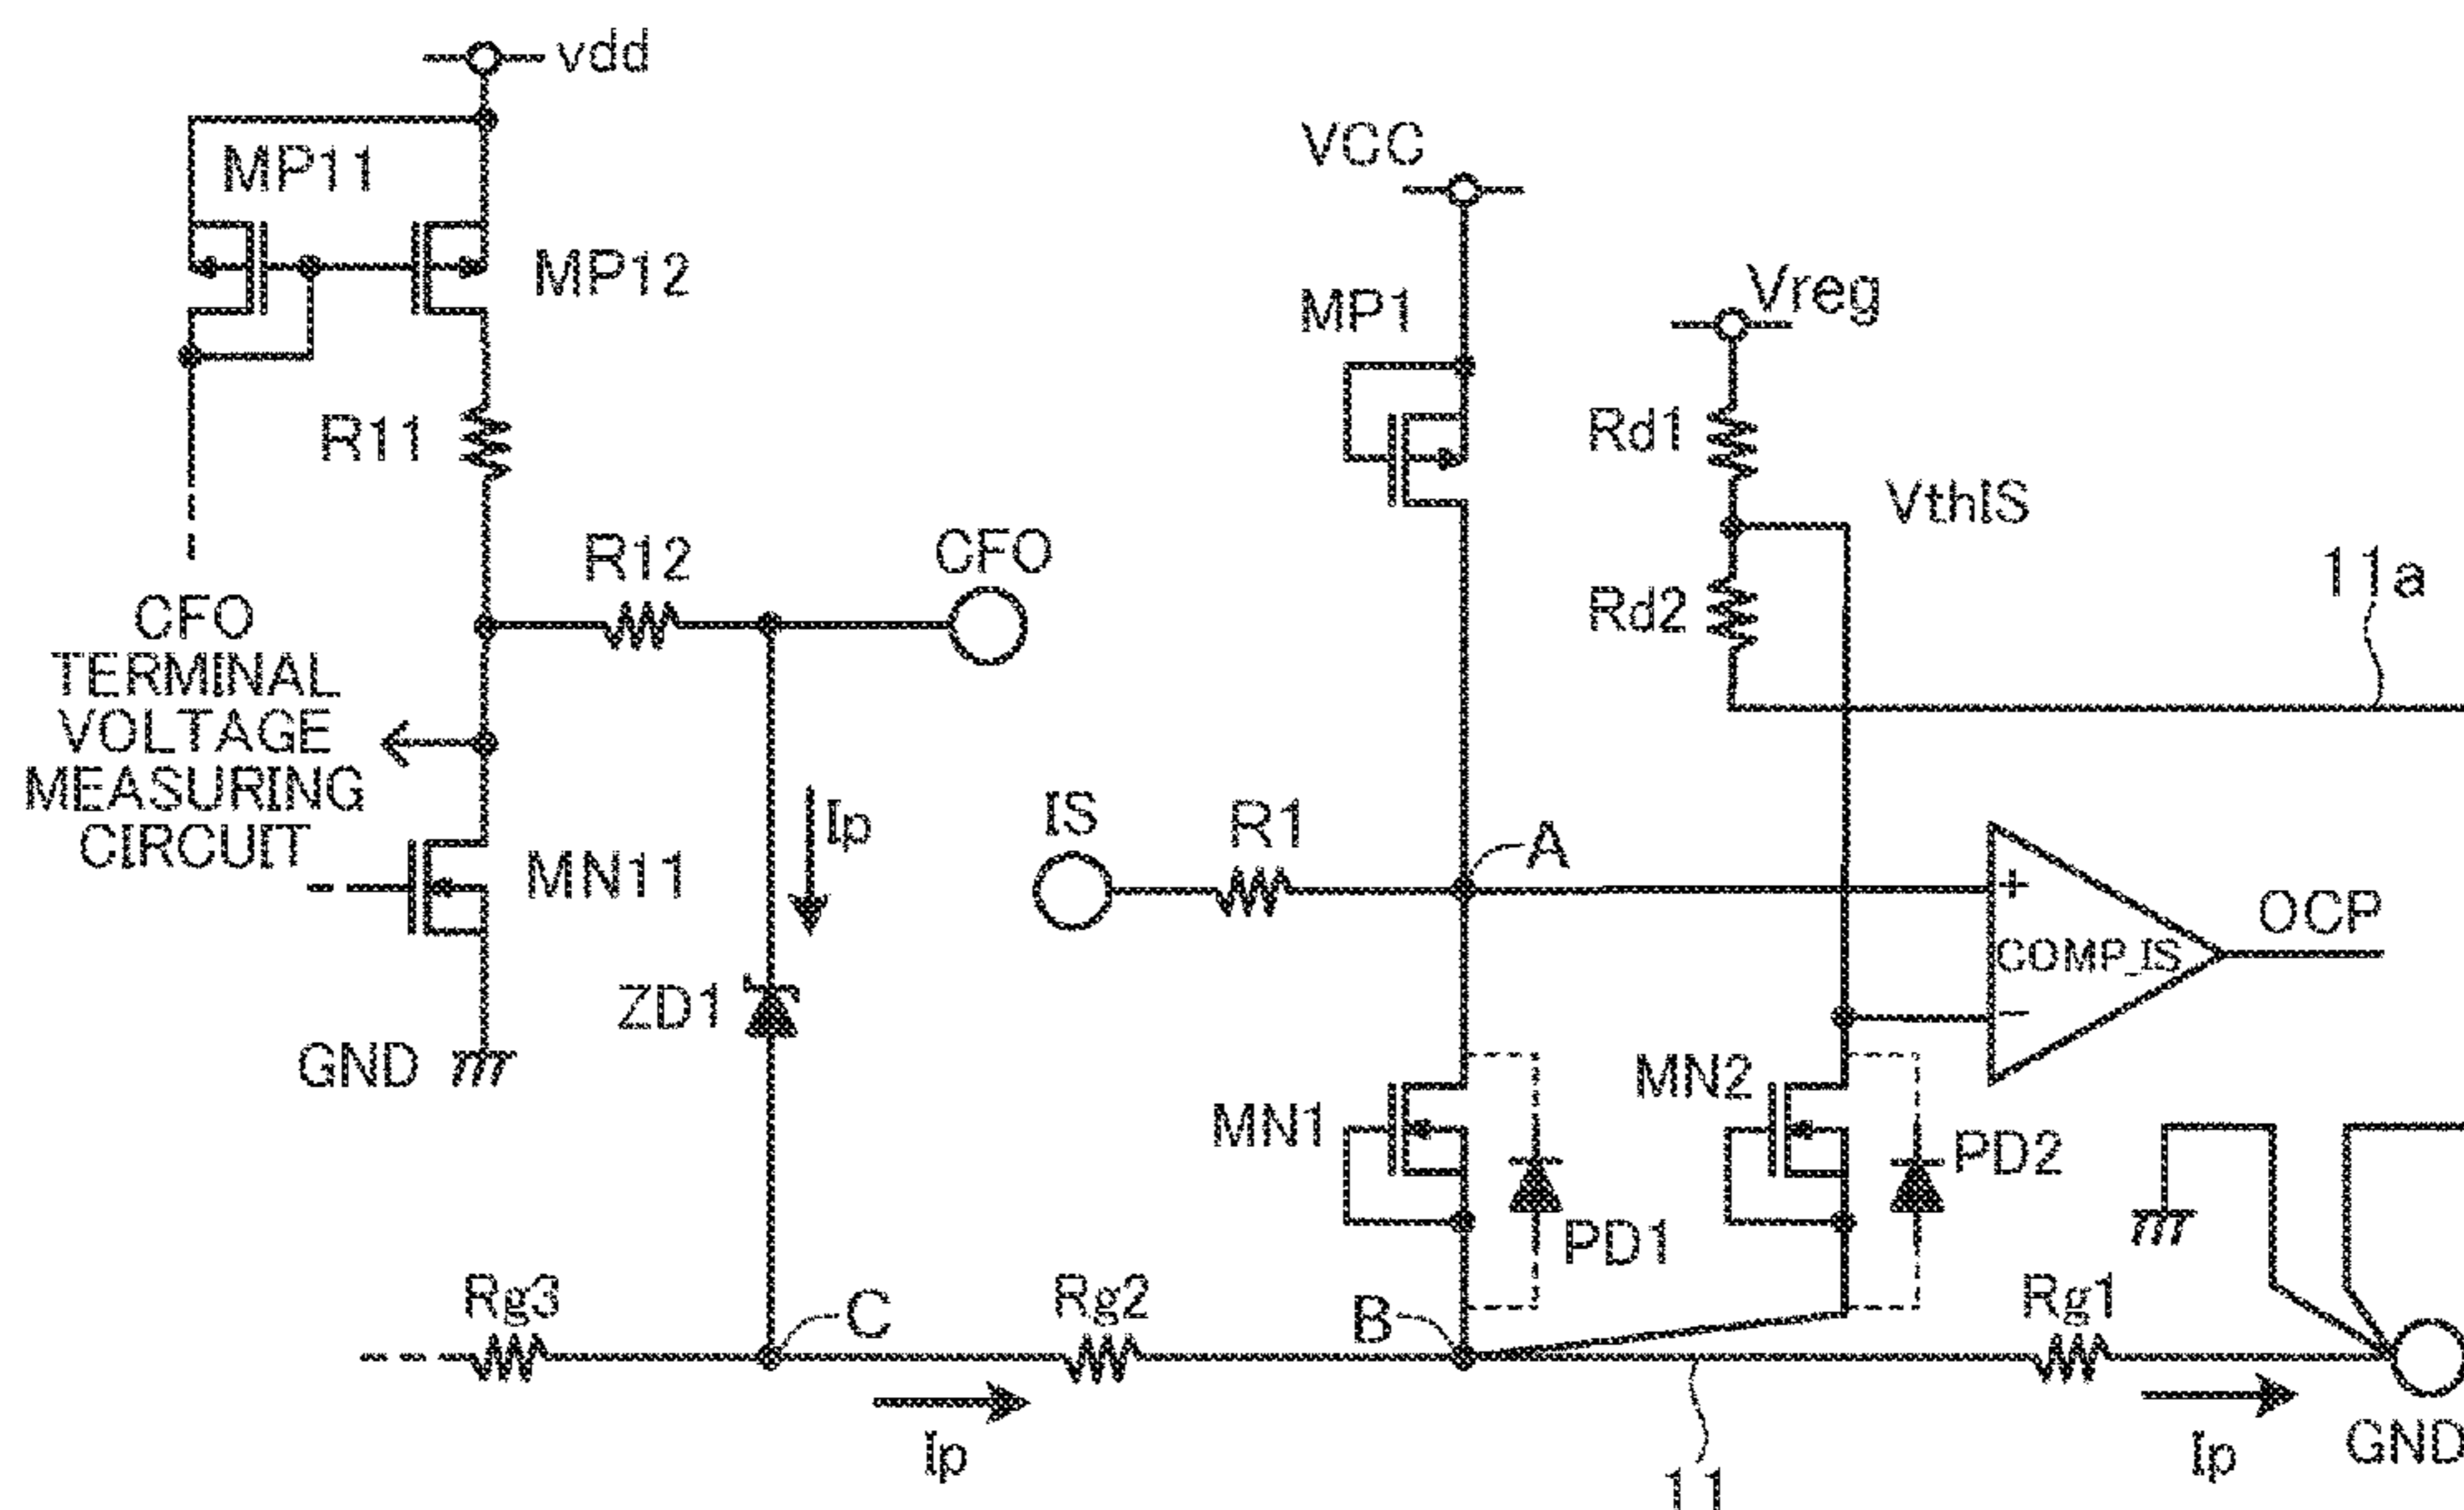 vdd
MP11
VCC
MP12
MP1
Vreg
R11
Rd1
VthIS
R12
CFO
11a
Rd2
CFO
TERMINAL
VOLTAGE
MEASURING
CIRCUIT
Ip
IS
R1
A
MN11
+
OCP
COMP_IS
ZD1
−
GND
MN2
MN1
PD2
PD1
Rg3
C
Rg2
B
Rg1
Ip
Ip
GND
11